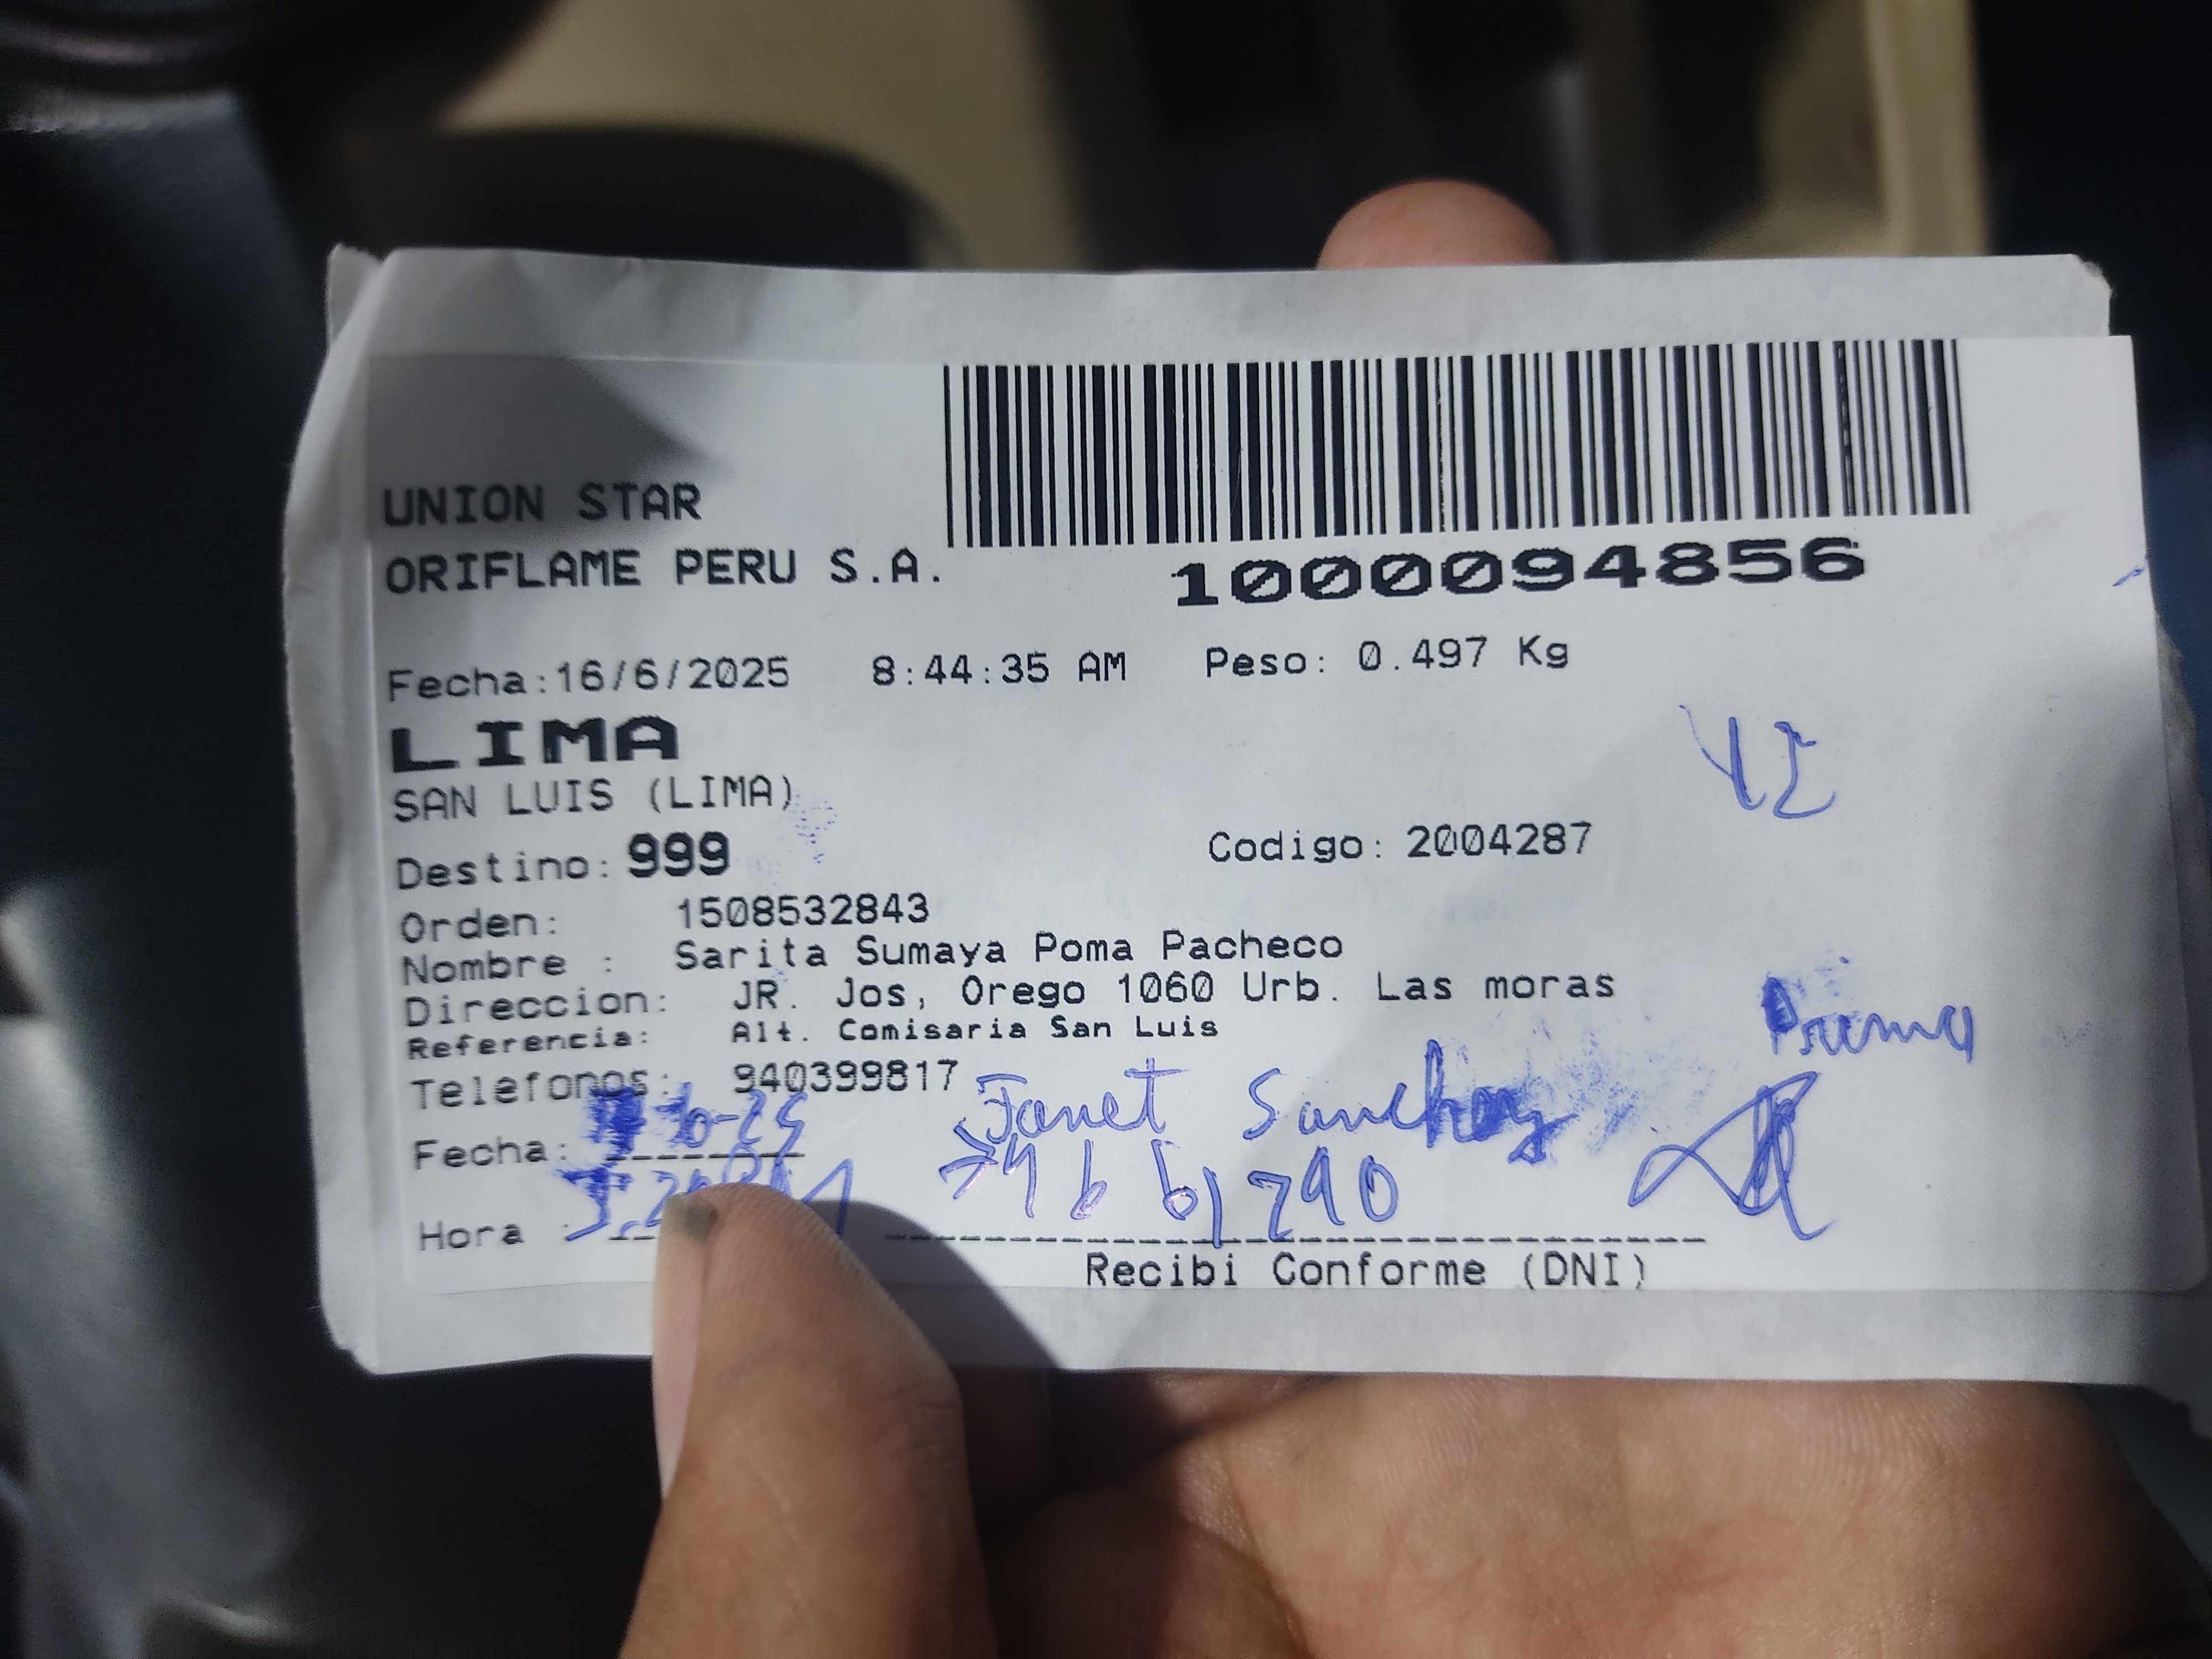 UNION STAR
ORIFLAME PERU S.A.
1000094856
Fecha:16/6/2025 8:44:35 AM Peso: 0.497 Kg
LIMA
SAN LUIS (LIMA)
Destino: 999 Codigo: 2004287
Orden: 1508532843
Nombre : Sarita Sumaya Poma Pacheco
Direccion: JR. Jos, Orego 1060 Urb. Las moras
Referencia: Alt. Comisaria San Luis
Telefonos: 940399817
Janet
Fecha:
Hora :
Recibi Conforme (DNI)